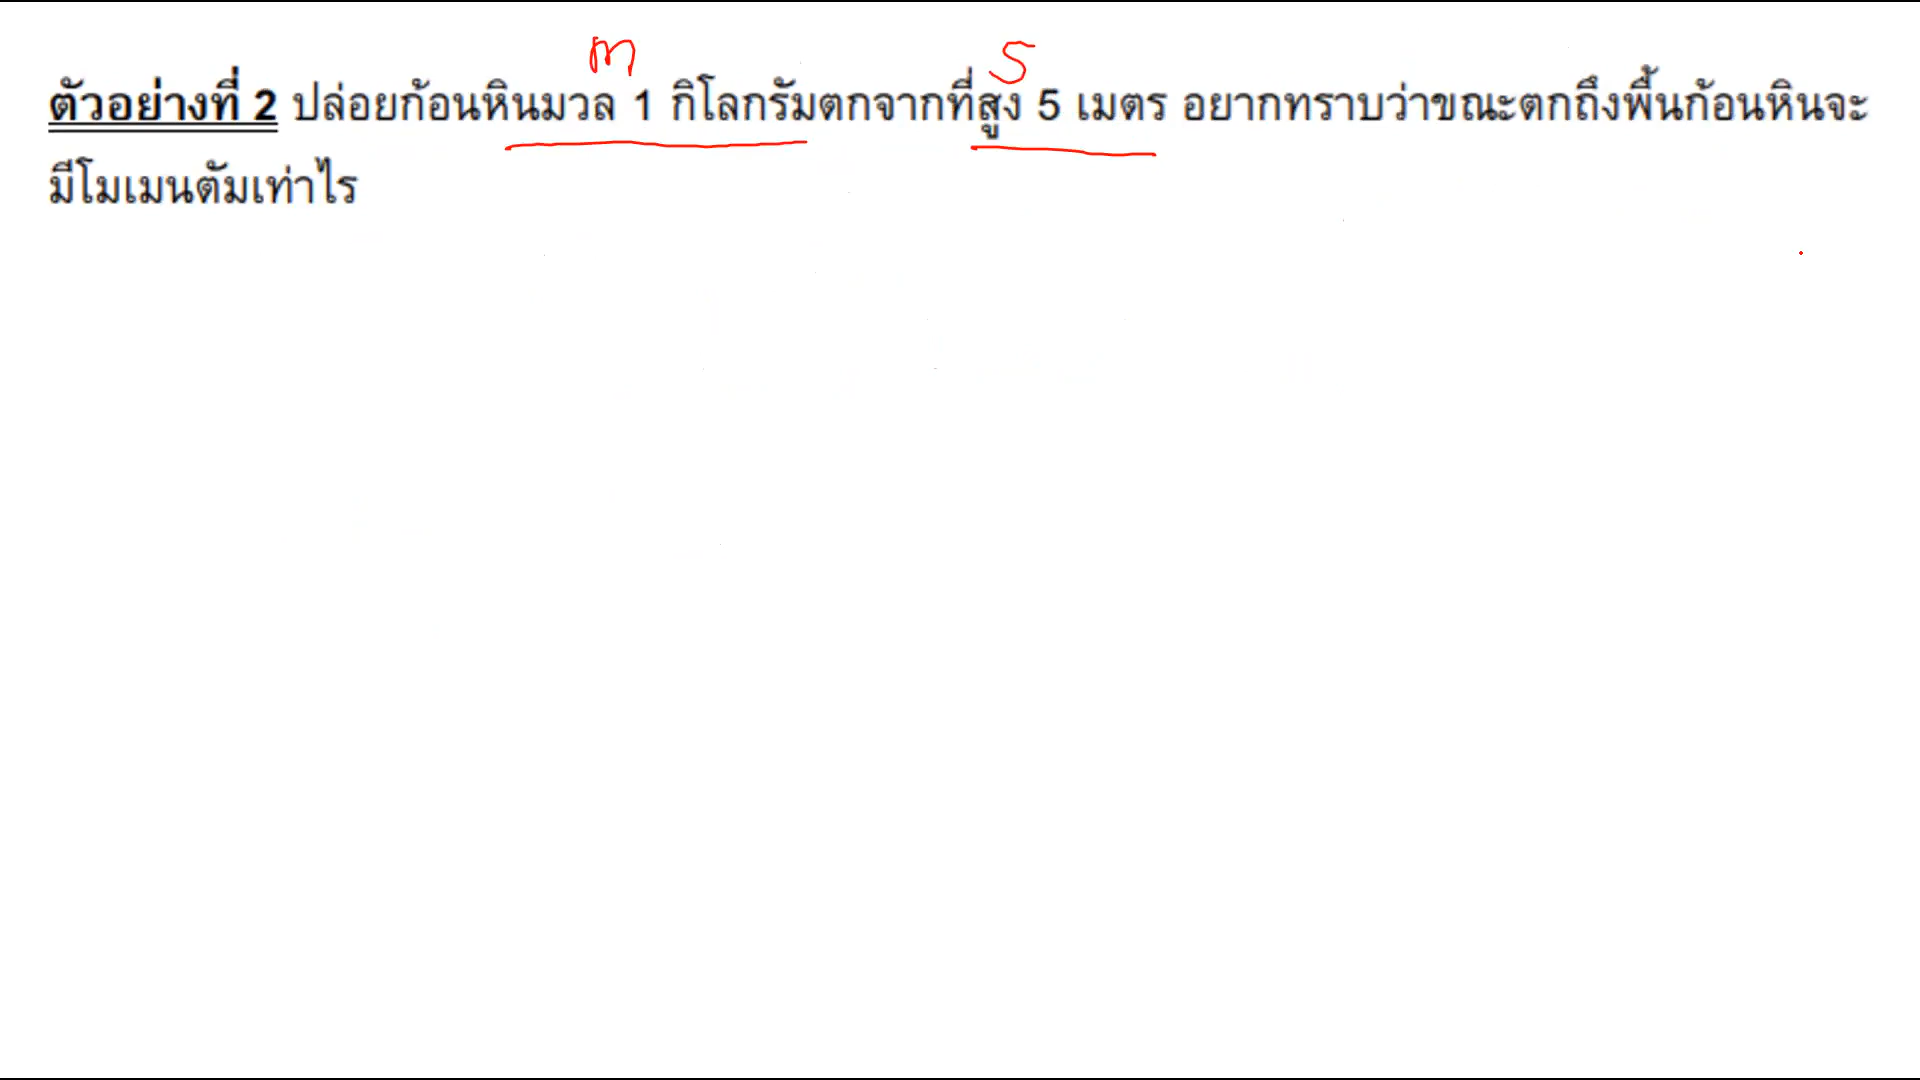 m s
ตัวอย่างที่ 2 ปล่อยก้อนหินมวล 1 กิโลกรัมตกจากที่สูง 5 เมตร อยากทราบว่าขณะตกถึงพื้นก้อนหินจะ
มีโมเมนตัมเท่าไร